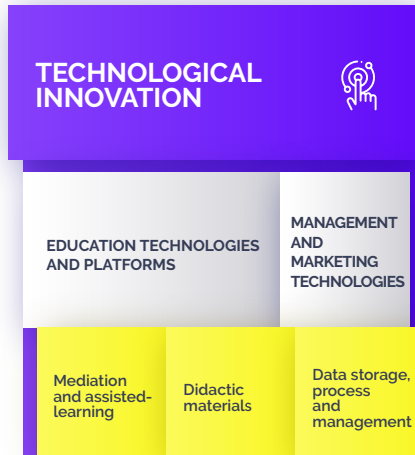 TECHNOLOGICAL
INNOVATION
EDUCATION TECHNOLOGIES
AND PLATFORMS
MANAGEMENT
AND
MARKETING
TECHNOLOGIES
Mediation
and assisted-
learning
Didactic
materials
Data storage,
process
and
management